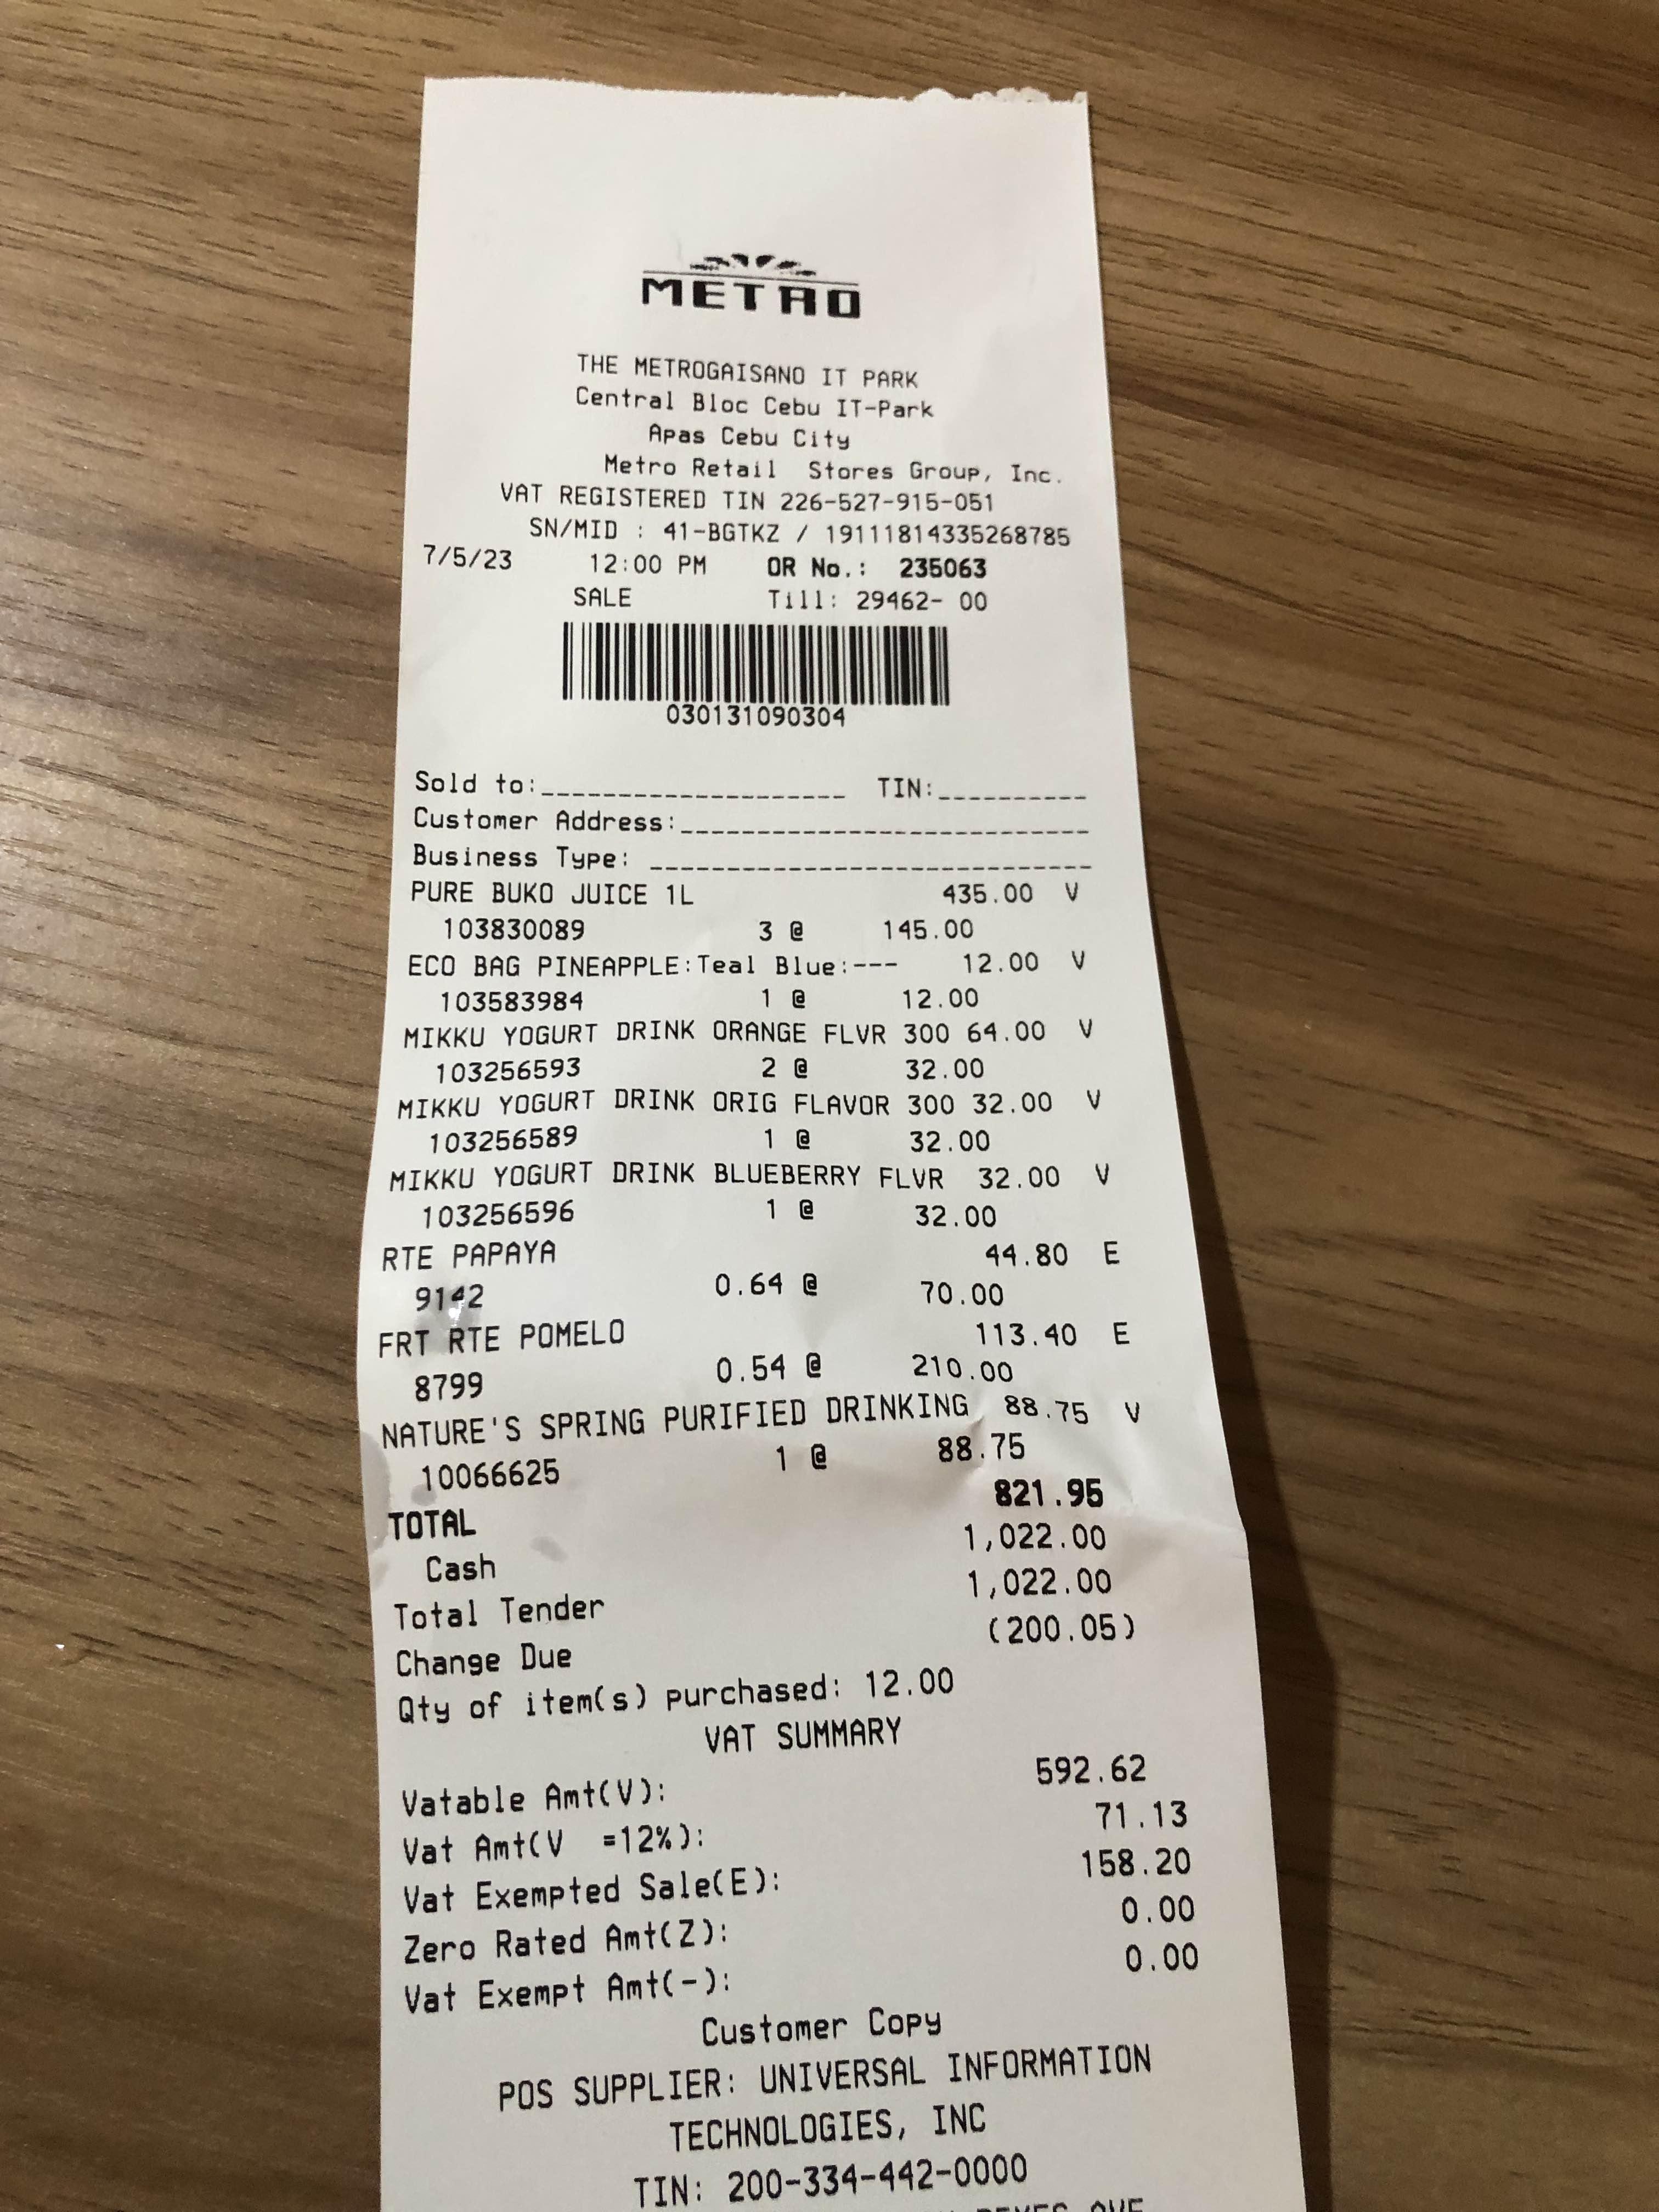 METRO
THE METROGAISANO IT PARK
Central Bloc Cebu IT-Park
Apas Cebu City
Metro Retail Stores Group, Inc.
VAT REGISTERED TIN 226-527-915-051
SN/MID : 41-BGTKZ / 19111814335268785
7/5/23 12:00 PM OR No.: 235063
SALE Till: 29462- 00
030131090304
Sold to:____________________ TIN:__________
Customer Address:___________________________
Business Type: _____________________________
PURE BUKO JUICE 1L 435.00 V
103830089 3 @ 145.00
ECO BAG PINEAPPLE:Teal Blue:--- 12.00 V
103583984 1 @ 12.00
MIKKU YOGURT DRINK ORANGE FLVR 300 64.00 V
103256593 2 @ 32.00
MIKKU YOGURT DRINK ORIG FLAVOR 300 32.00 V
103256589 1 @ 32.00
MIKKU YOGURT DRINK BLUEBERRY FLVR 32.00 V
103256596 1 @ 32.00
RTE PAPAYA 44.80 E
9142 0.64 @ 70.00
FRT RTE POMELO 113.40 E
8799 0.54 @ 210.00
NATURE'S SPRING PURIFIED DRINKING 88.75 V
10066625 1 @ 88.75
TOTAL 821.95
Cash 1,022.00
Total Tender 1,022.00
Change Due (200.05)
Qty of item(s) purchased: 12.00
VAT SUMMARY
Vatable Amt(V): 592.62
Vat Amt(V =12%): 71.13
Vat Exempted Sale(E): 158.20
Zero Rated Amt(Z): 0.00
Vat Exempt Amt(-): 0.00
Customer Copy
POS SUPPLIER: UNIVERSAL INFORMATION
TECHNOLOGIES, INC
TIN: 200-334-442-0000